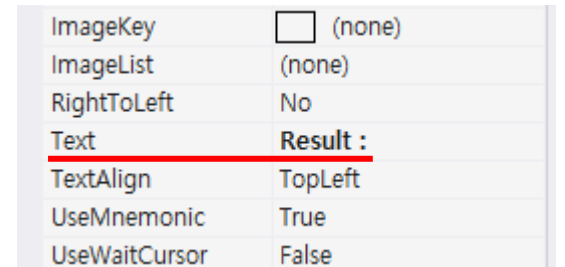 ImageKey (none)
ImageList (none)
RightToLeft No
Text Result :
TextAlign TopLeft
UseMnemonic True
UseWaitCursor False